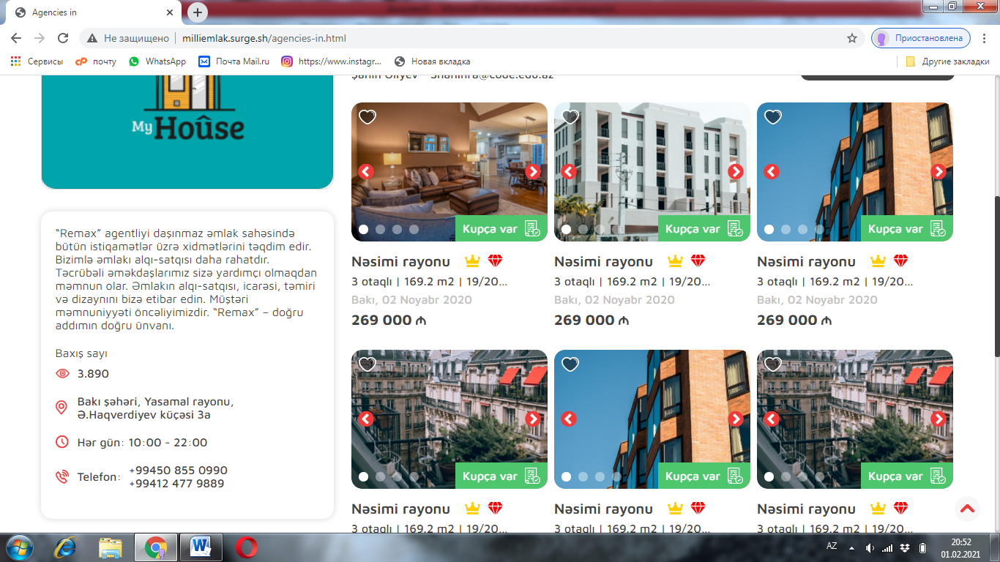 Agencies in
Не защищено
milliemlak.surge.sh/agencies-in.html
Приостановлена
Сервисы
почту
WhatsApp
Почта Mail.ru
https://www.instagr...
Новая вкладка
Другие закладки
My Hoûse
“Remax” agentliyi daşınmaz əmlak sahəsində
bütün istiqamətlər üzrə xidmətlərini təqdim edir.
Bizimlə əmlakı alqı-satqısı daha rahatdır.
Təcrübəli əməkdaşlarımız sizə yardımçı olmaqdan
məmnun olar. Əmlakın alqı-satqısı, icarəsi, təmiri
və dizaynını bizə etibar edin. Müştəri
məmnuniyyəti öncəliyimizdir. “Remax” – doğru
addımın doğru ünvanı.
Baxış sayı
3.890
Bakı şəhəri, Yasamal rayonu,
Ə.Haqverdiyev küçəsi 3a
Hər gün: 10:00 - 22:00
Telefon:
+99450 855 0990
+99412 477 9889
Kupça var
Nəsimi rayonu
3 otaqlı | 169.2 m2 | 19/20...
Bakı, 02 Noyabr 2020
269 000 ₼
Kupça var
Nəsimi rayonu
3 otaqlı | 169.2 m2 | 19/20...
Bakı, 02 Noyabr 2020
269 000 ₼
Kupça var
Nəsimi rayonu
3 otaqlı | 169.2 m2 | 19/20...
Bakı, 02 Noyabr 2020
269 000 ₼
Kupça var
Nəsimi rayonu
3 otaqlı | 169.2 m2 | 19/20...
Kupça var
Nəsimi rayonu
3 otaqlı | 169.2 m2 | 19/20...
Kupça var
Nəsimi rayonu
3 otaqlı | 169.2 m2 | 19/20...
AZ
20:52
01.02.2021